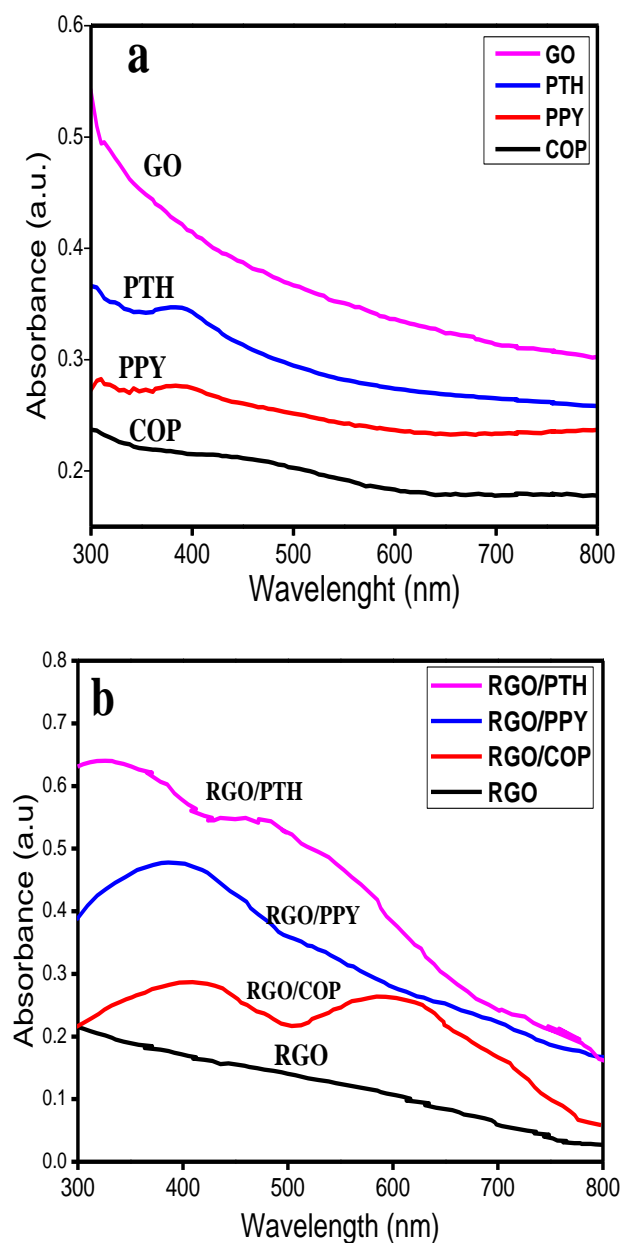 a
GO
PTH
PPY
COP
GO
PTH
PPY
COP
0.6
0.5
0.4
0.3
0.2
Absorbance (a.u.)
300 400 500 600 700 800
Wavelenght (nm)
b
RGO/PTH
RGO/PPY
RGO/COP
RGO
RGO/PTH
RGO/PPY
RGO/COP
RGO
0.8
0.7
0.6
0.5
0.4
0.3
0.2
0.1
0.0
Absorbance (a.u)
300 400 500 600 700 800
Wavelength (nm)